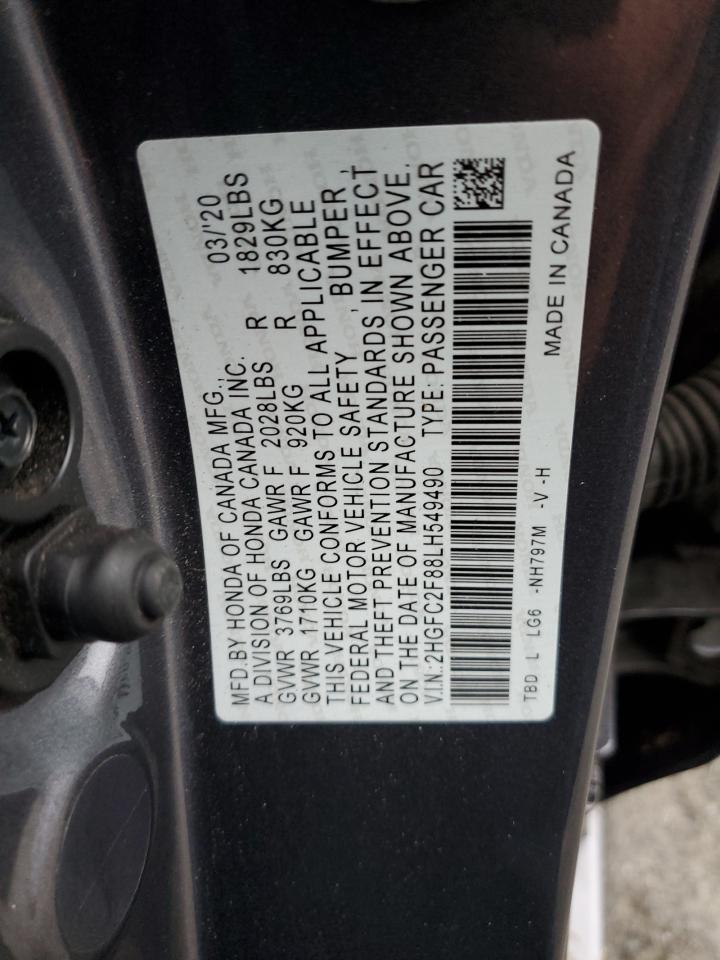 MFD.BY HONDA OF CANADA MFG., 03/'20
A DIVISION OF HONDA CANADA INC.
GVWR 3769LBS GAWR F 2028LBS R 1829LBS
GVWR 1710KG GAWR F 920KG R 830KG
THIS VEHICLE CONFORMS TO ALL APPLICABLE
FEDERAL MOTOR VEHICLE SAFETY , BUMPER ,
AND THEFT PREVENTION STANDARDS IN EFFECT
ON THE DATE OF MANUFACTURE SHOWN ABOVE.
V.I.N.:2HGFC2F88LH549490 TYPE:PASSENGER CAR
TBD L LG6 -NH797M -V -H
MADE IN CANADA